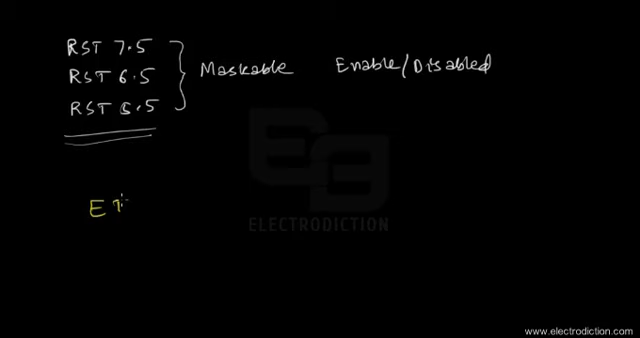 RST 7.5
RST 6.5
RST 5.5
Maskable
Enable/Disabled
E
ELECTRODICTION
www.electrodiction.com